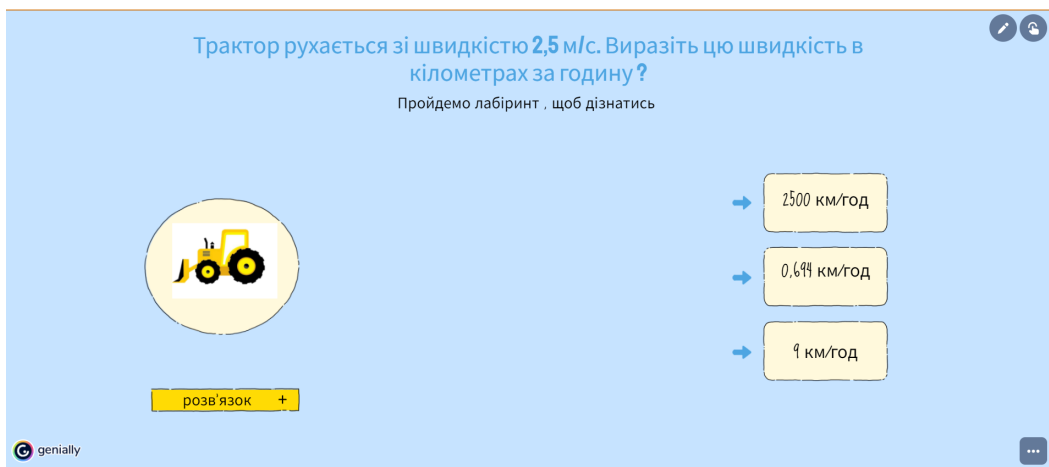 Трактор рухається зі швидкістю 2,5 м/с. Виразіть цю швидкість в
кілометрах за годину ?
Пройдемо лабіринт , щоб дізнатись
2500 км/год
0,694 км/год
9 км/год
розв'язок +
genially